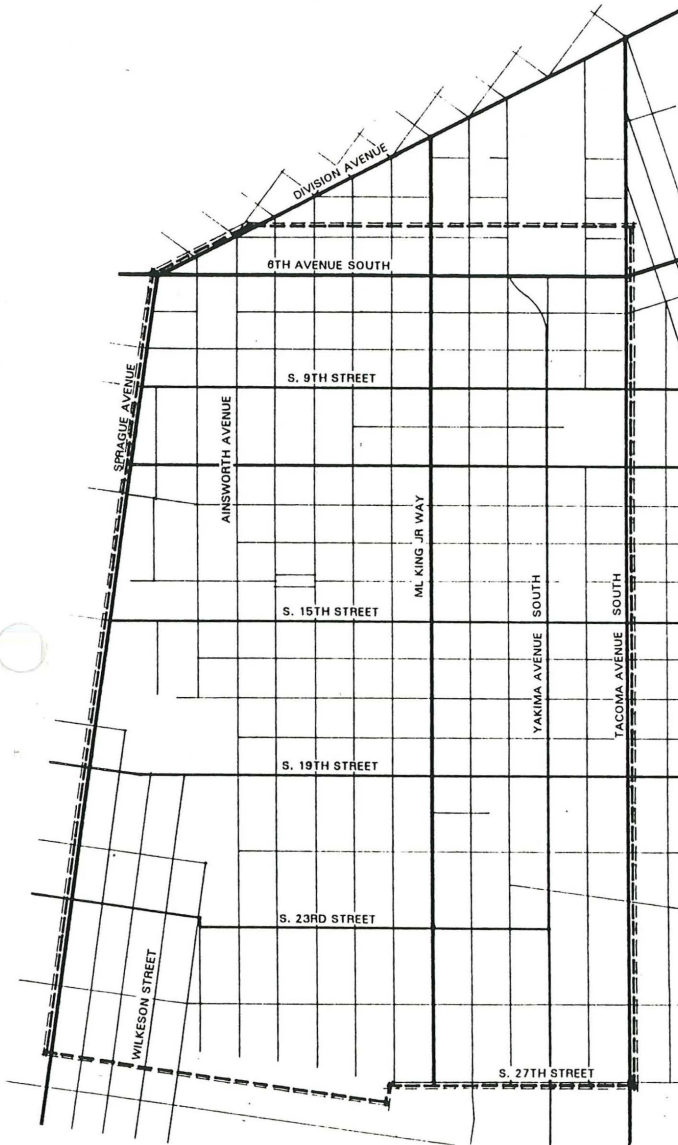 DIVISION AVENUE
6TH AVENUE SOUTH
SPRAGUE AVENUE
S. 9TH STREET
AINSWORTH AVENUE
ML KING JR WAY
S. 15TH STREET
YAKIMA AVENUE SOUTH
TACOMA AVENUE SOUTH
S. 19TH STREET
S. 23RD STREET
WILKESON STREET
S. 27TH STREET